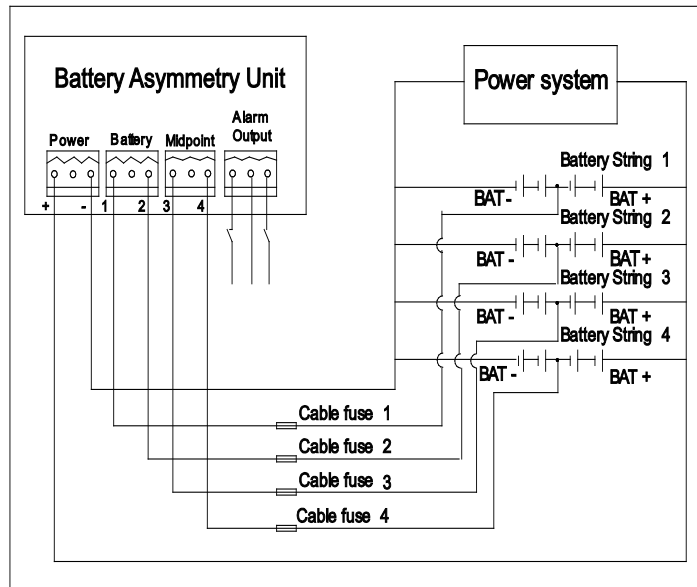 Battery Asymmetry Unit
Power system
Power Battery Midpoint Alarm Output
+ - 1 2 3 4
Battery String 1
BAT - BAT +
Battery String 2
BAT - BAT +
Battery String 3
BAT - BAT +
Battery String 4
BAT - BAT +
Cable fuse 1
Cable fuse 2
Cable fuse 3
Cable fuse 4